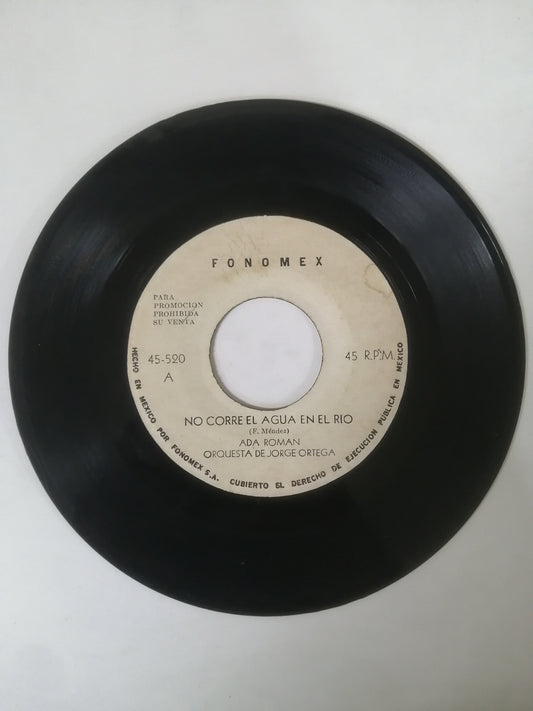 FONOMEX
PARA
PROMOCION
PROHIBIDA
SU VENTA
45-520
A
45 R.P.M.
NO CORRE EL AGUA EN EL RIO
(F. Méndez)
ADA ROMAN
ORQUESTA DE JORGE ORTEGA
HECHO EN MEXICO POR FONOMEX S.A. CUBIERTO EL DERECHO DE EJECUCION PUBLICA EN MEXICO